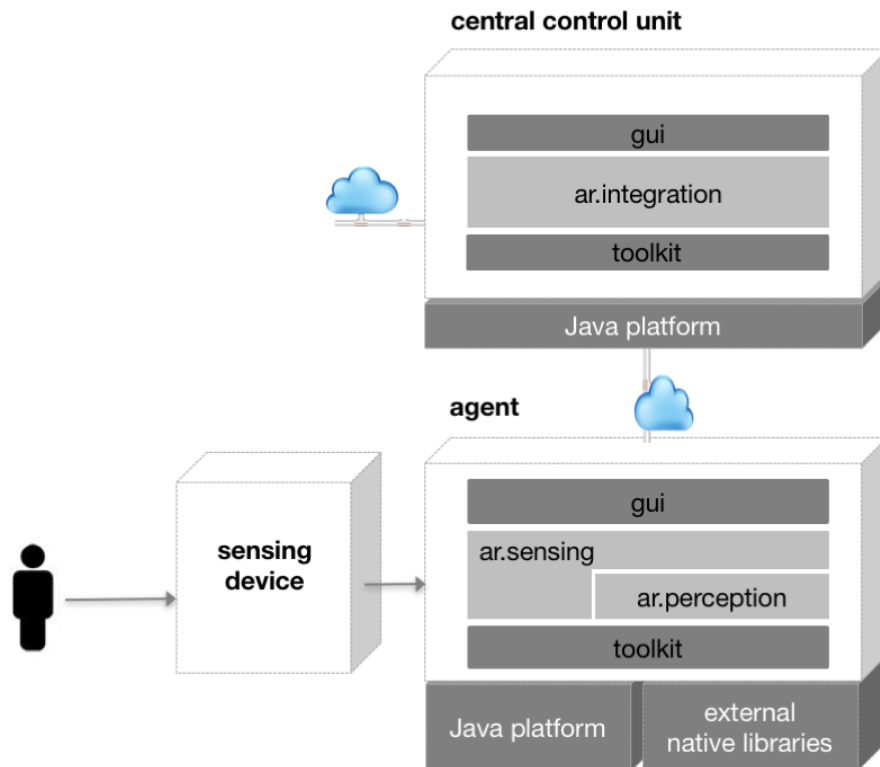 central control unit
gui
ar.integration
toolkit
Java platform
agent
gui
sensing
device
ar.sensing
ar.perception
toolkit
Java platform
external
native libraries